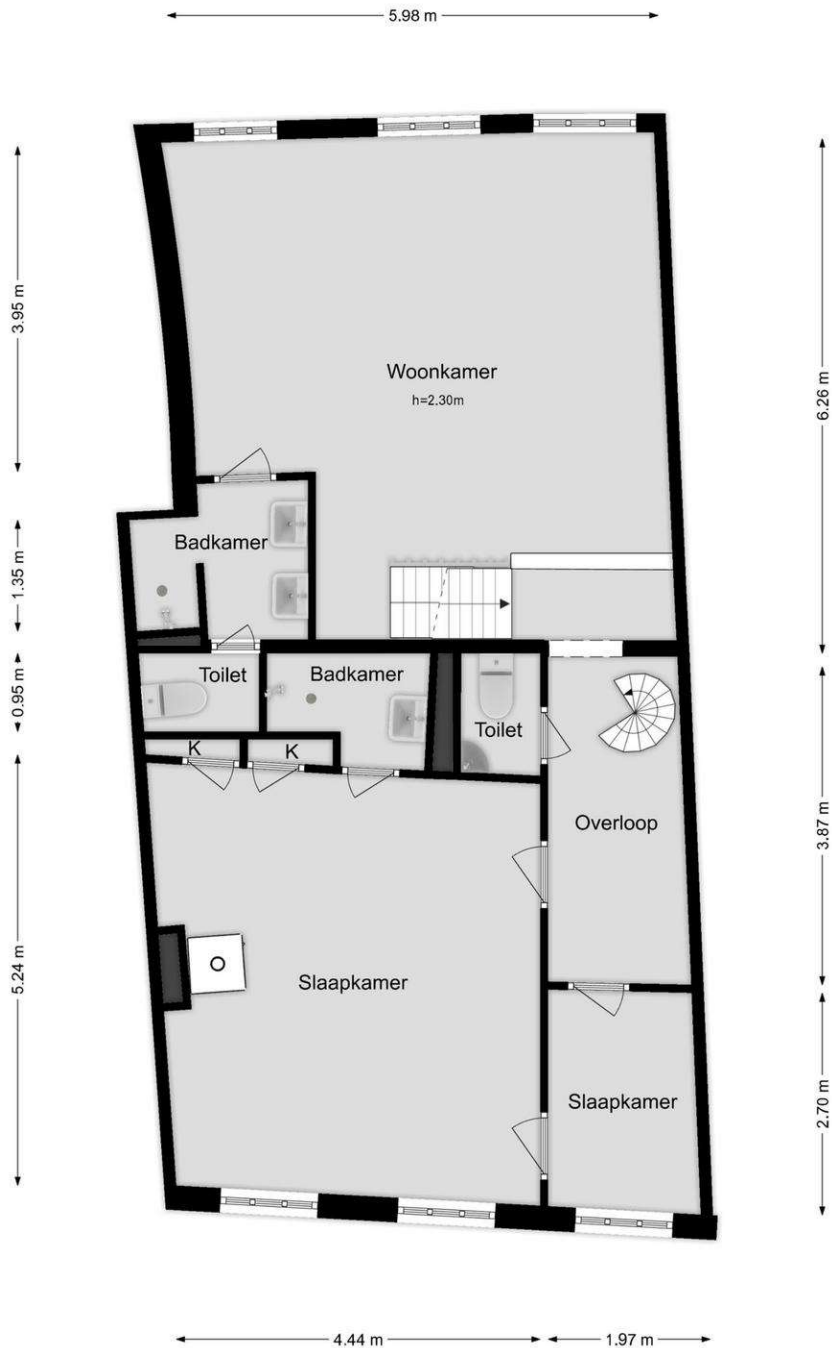 5.98 m
3.95 m
6.26 m
Woonkamer
h=2.30m
Badkamer
1.35 m
Toilet
Badkamer
0.95 m
Toilet
K
K
Overloop
3.87 m
5.24 m
Slaapkamer
Slaapkamer
2.70 m
4.44 m
1.97 m